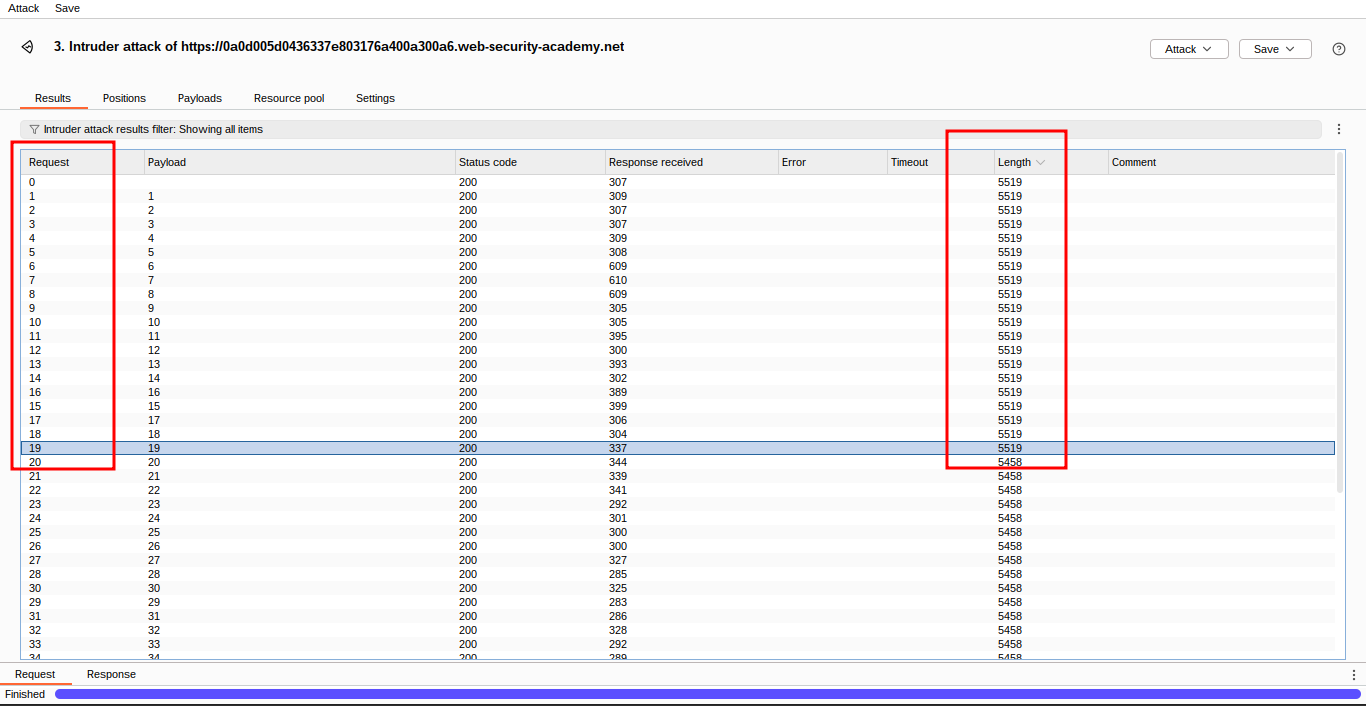 Attack Save
3. Intruder attack of https://0a0d005d0436337e803176a400a300a6.web-security-academy.net
Attack Save
Results Positions Payloads Resource pool Settings
Intruder attack results filter: Showing all items
Request Payload Status code Response received Error Timeout Length Comment
0 200 307 5519
1 1 200 309 5519
2 2 200 307 5519
3 3 200 307 5519
4 4 200 309 5519
5 5 200 308 5519
6 6 200 609 5519
7 7 200 610 5519
8 8 200 609 5519
9 9 200 305 5519
10 10 200 305 5519
11 11 200 395 5519
12 12 200 300 5519
13 13 200 393 5519
14 14 200 302 5519
16 16 200 389 5519
15 15 200 399 5519
17 17 200 306 5519
18 18 200 304 5519
19 19 200 337 5519
20 20 200 344 5458
21 21 200 339 5458
22 22 200 341 5458
23 23 200 292 5458
24 24 200 301 5458
25 25 200 300 5458
26 26 200 300 5458
27 27 200 327 5458
28 28 200 285 5458
30 30 200 325 5458
29 29 200 283 5458
31 31 200 286 5458
32 32 200 328 5458
33 33 200 292 5458
34 34 200 289 5458
Request Response
Finished